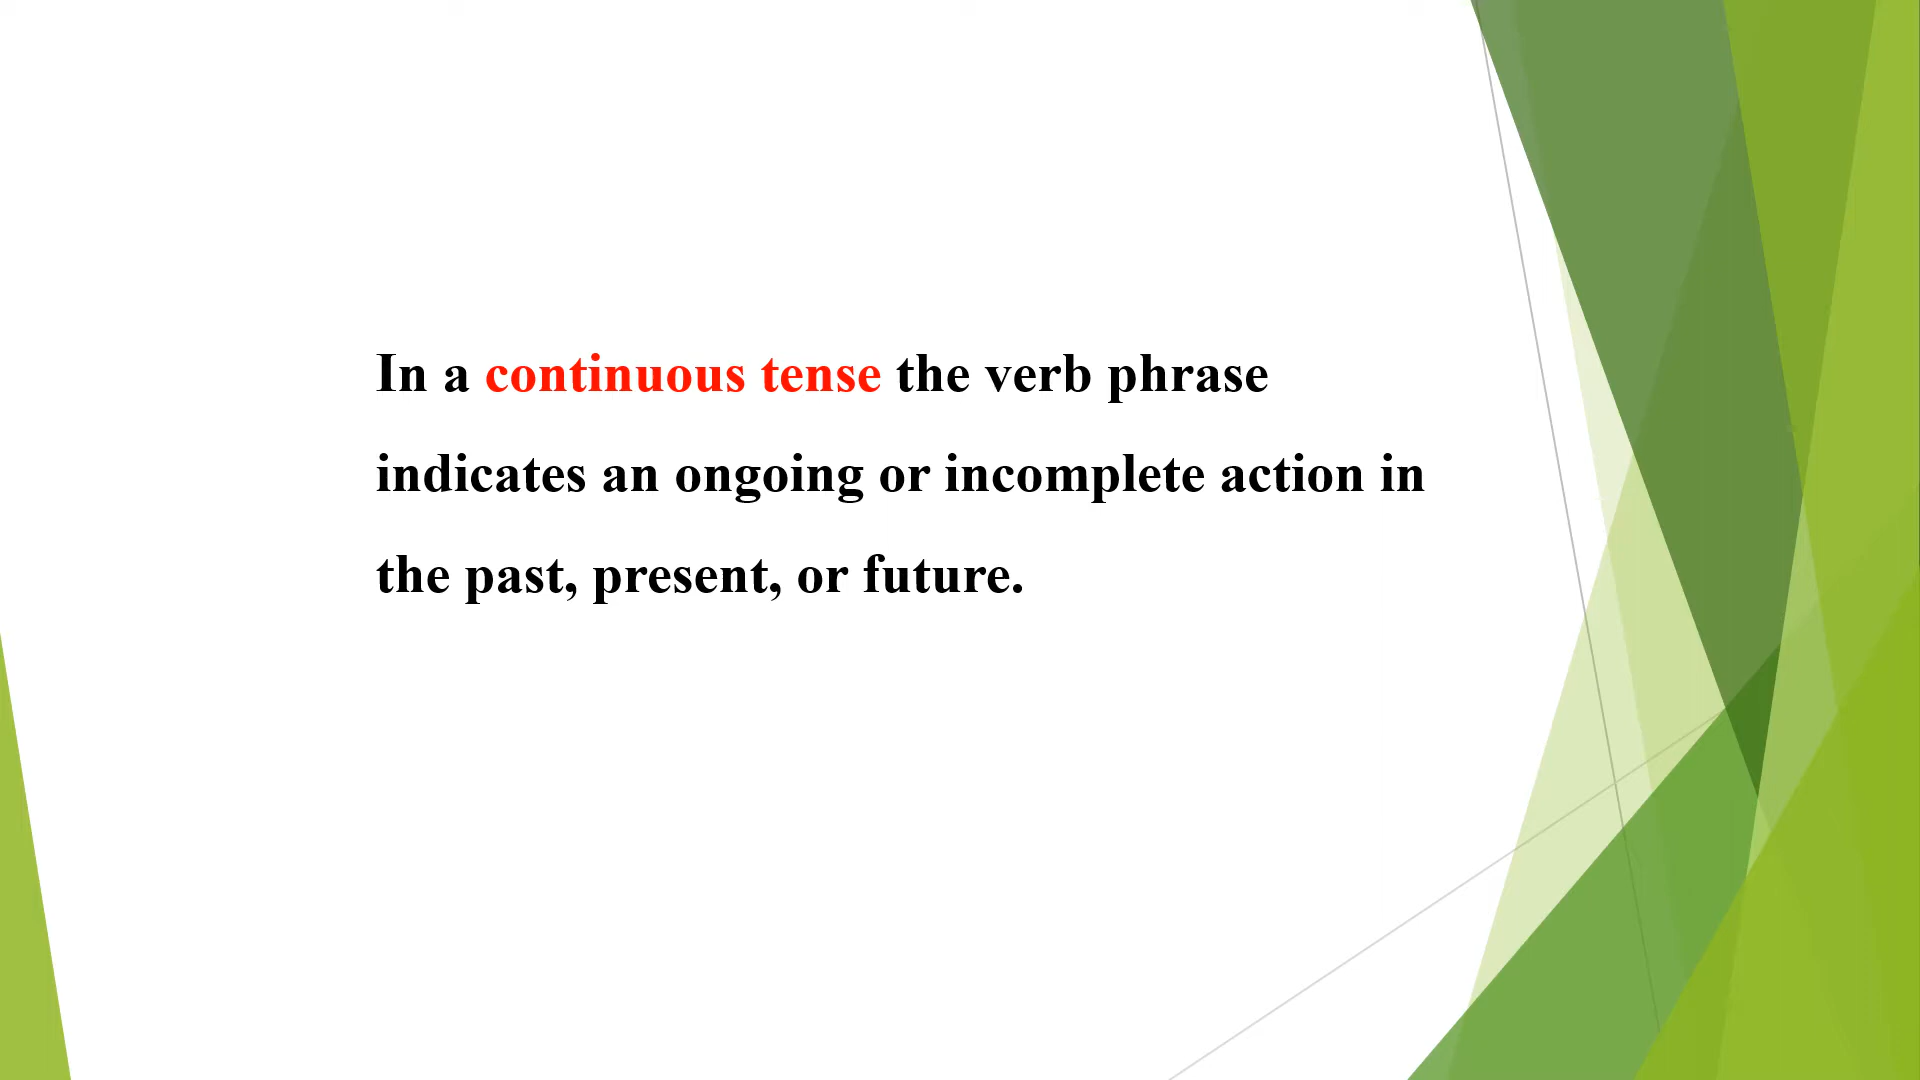 In a continuous tense the verb phrase
indicates an ongoing or incomplete action in
the past, present, or future.